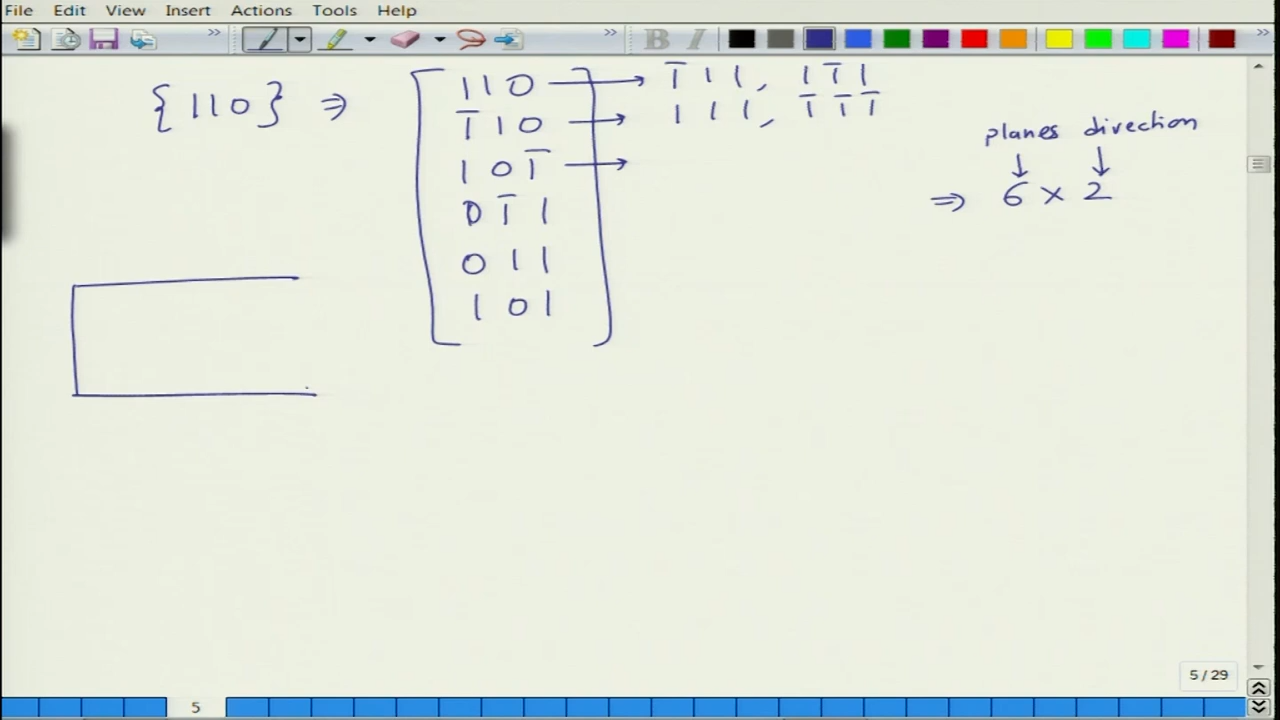 File Edit View Insert Actions Tools Help
B I
{110} ⇒
110 → 1̅11, 11̅1
1̅10 → 111, 1̅1̅1̅
101̅ →
01̅1
011
101
planes direction
↓ ↓
⇒ 6 × 2
5 / 29
5